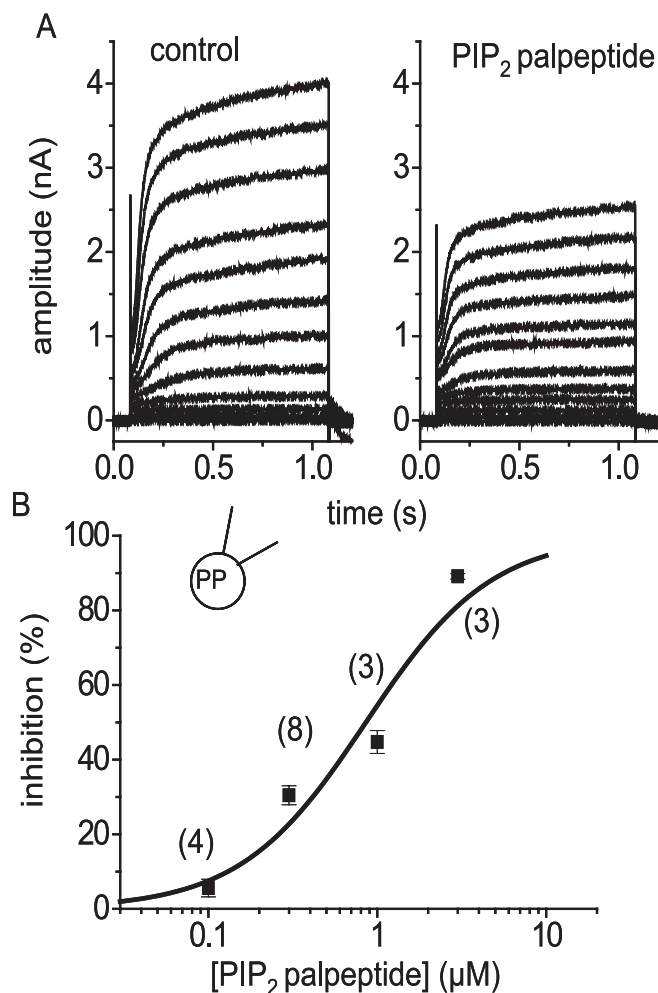 A
control
PIP2 palpeptide
amplitude (nA)
4
3
2
1
0
4
3
2
1
0
0.0 0.5 1.0
0.0 0.5 1.0
time (s)
B
PP
inhibition (%)
100
80
60
40
20
0
(4)
(8)
(3)
(3)
0.1 1 10
[PIP2 palpeptide] (µM)